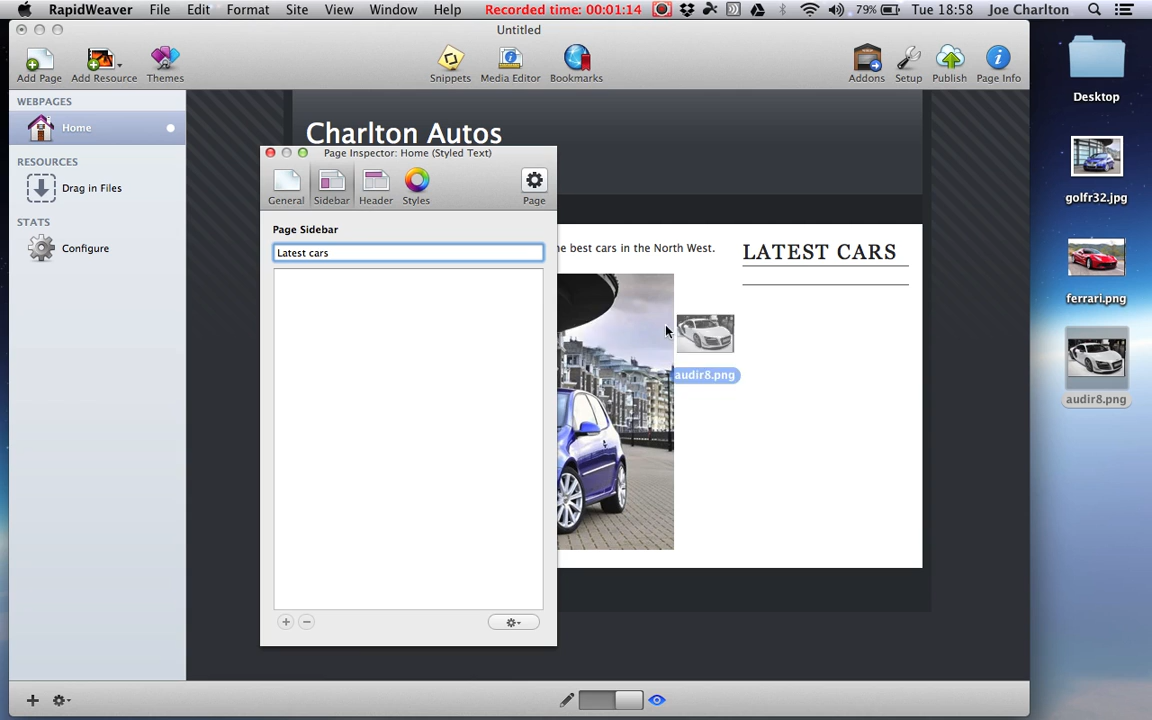 RapidWeaver File Edit Format Site View Window Help Recorded time: 00:01:14 79% Tue 18:58 Joe Charlton
Untitled
Add Page Add Resource Themes Snippets Media Editor Bookmarks Addons Setup Publish Page Info
WEBPAGES
Home
RESOURCES
Drag in Files
STATS
Configure
Charlton Autos
Page Inspector: Home (Styled Text)
General Sidebar Header Styles Page
Page Sidebar
Latest cars
best cars in the North West.
LATEST CARS
audir8.png
Desktop
golfr32.jpg
ferrari.png
audir8.png